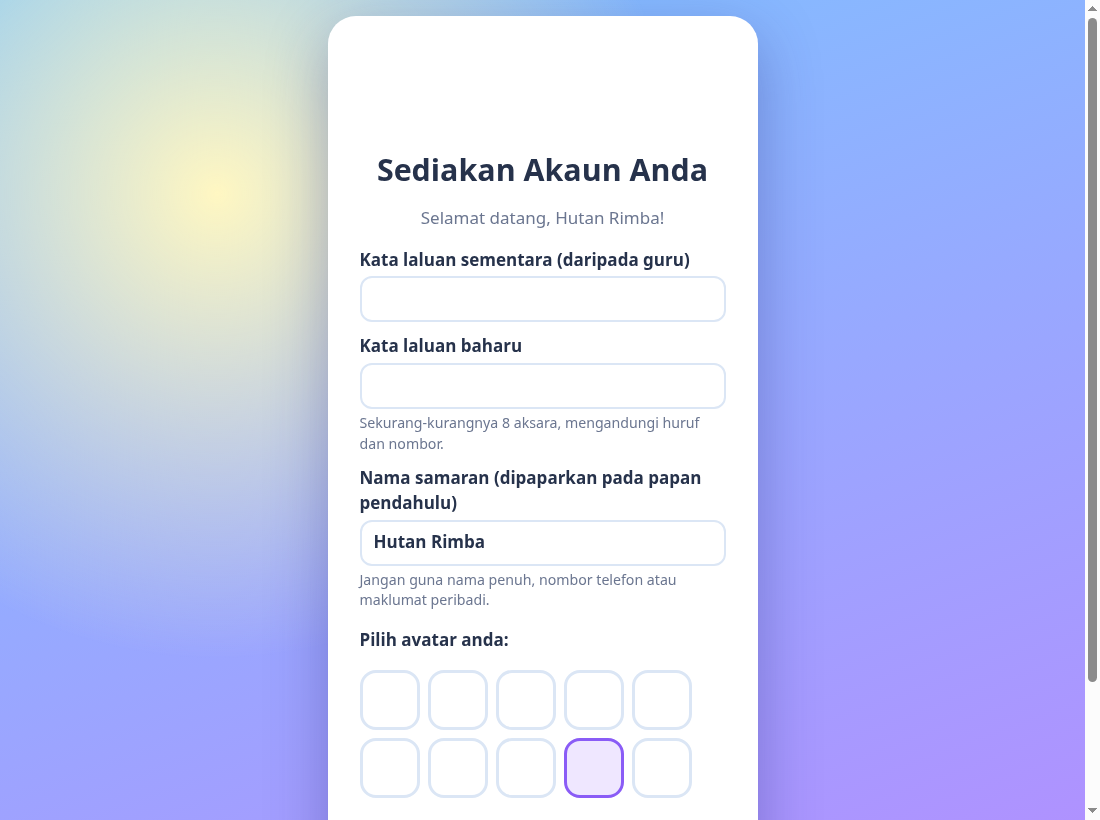 Sediakan Akaun Anda
Selamat datang, Hutan Rimba!
Kata laluan sementara (daripada guru)
Kata laluan baharu
Sekurang-kurangnya 8 aksara, mengandungi huruf
dan nombor.
Nama samaran (dipaparkan pada papan
pendahulu)
Hutan Rimba
Jangan guna nama penuh, nombor telefon atau
maklumat peribadi.
Pilih avatar anda: